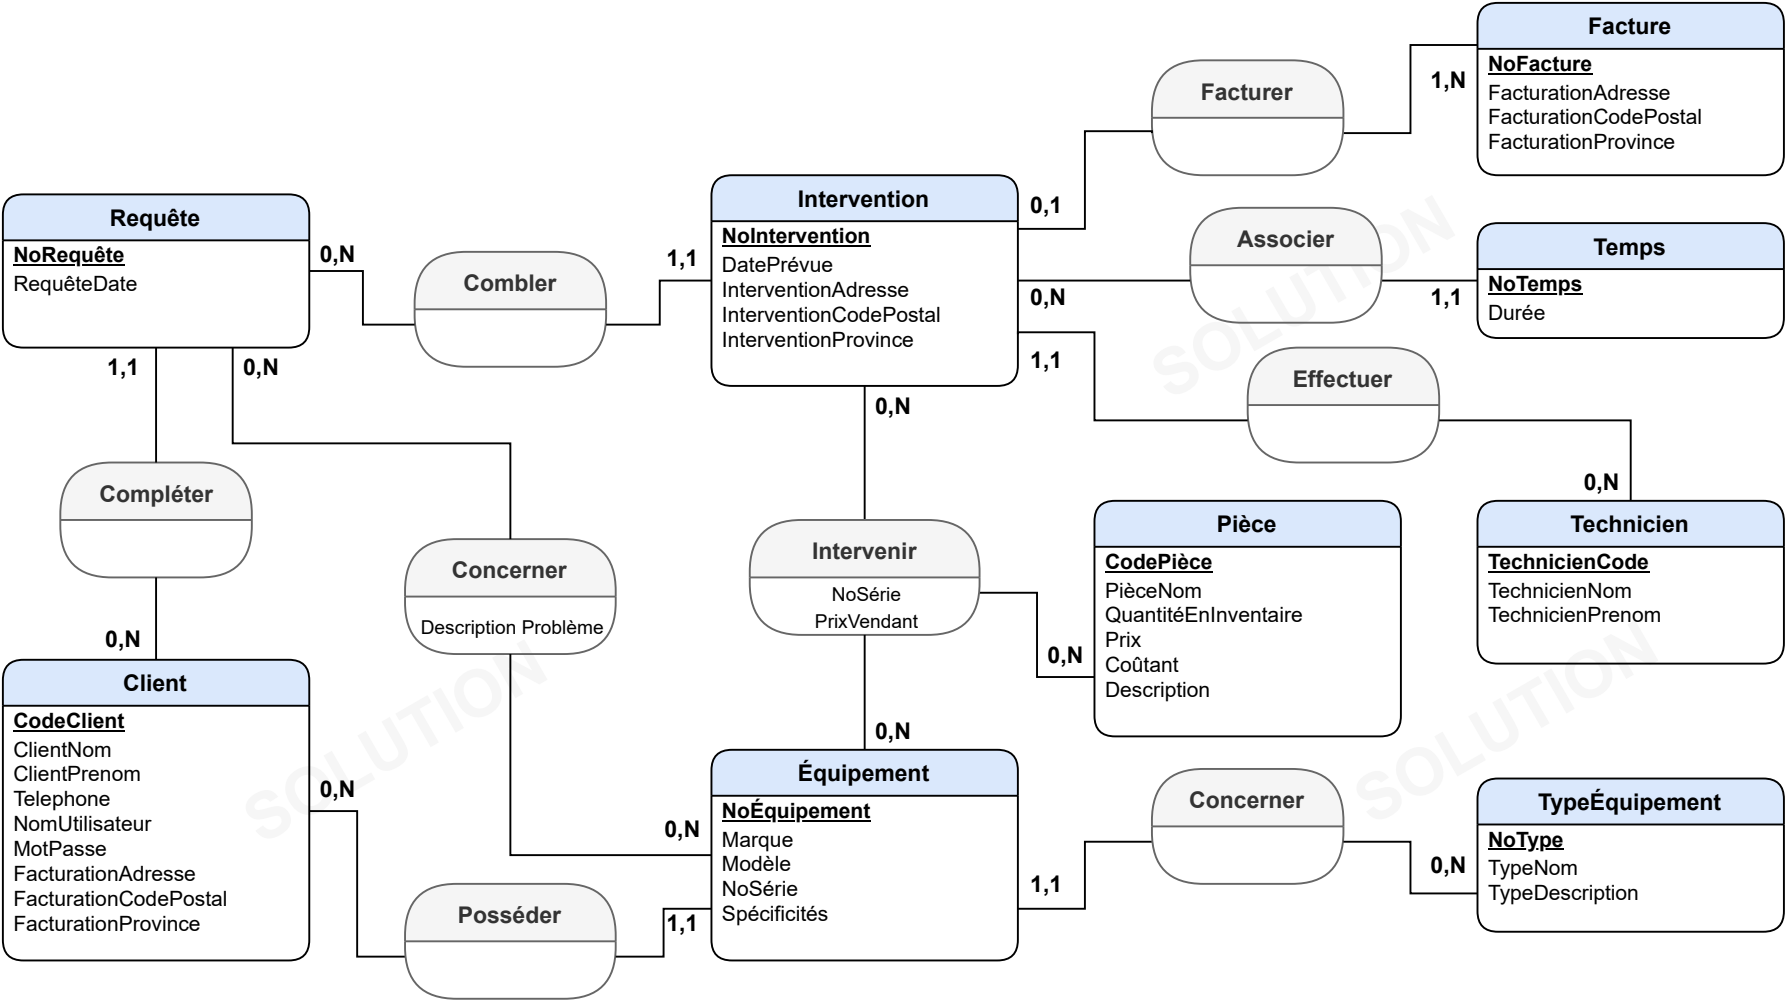 Facture
NoFacture
FacturationAdresse
FacturationCodePostal
FacturationProvince
1,N
Facturer
0,1
Requête
NoRequête
RequêteDate
0,N
Combler
1,1
Intervention
NoIntervention
DatePrévue
InterventionAdresse
InterventionCodePostal
InterventionProvince
0,N
Associer
1,1
Temps
NoTemps
Durée
SOLUTION
1,1
Effectuer
0,N
1,1
0,N
0,N
Compléter
Concerner
Description Problème
Intervenir
NoSérie
PrixVendant
0,N
Pièce
CodePièce
PièceNom
QuantitéEnInventaire
Prix
Coûtant
Description
Technicien
TechnicienCode
TechnicienNom
TechnicienPrenom
0,N
Client
CodeClient
ClientNom
ClientPrenom
Telephone
NomUtilisateur
MotPasse
FacturationAdresse
FacturationCodePostal
FacturationProvince
SOLUTION
0,N
0,N
0,N
Posséder
1,1
Équipement
NoÉquipement
Marque
Modèle
NoSérie
Spécificités
1,1
Concerner
0,N
SOLUTION
TypeÉquipement
NoType
TypeNom
TypeDescription